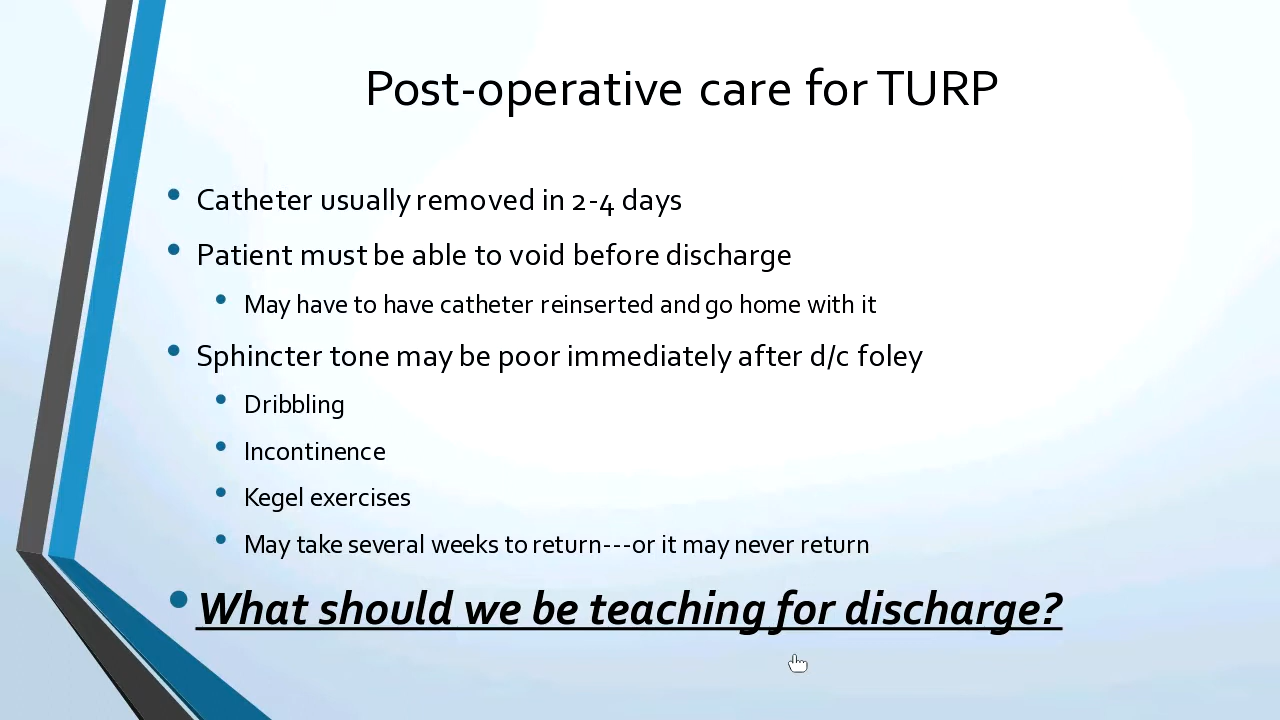 Post-operative care for TURP
• Catheter usually removed in 2-4 days
• Patient must be able to void before discharge
• May have to have catheter reinserted and go home with it
• Sphincter tone may be poor immediately after d/c foley
• Dribbling
• Incontinence
• Kegel exercises
• May take several weeks to return---or it may never return
• What should we be teaching for discharge?